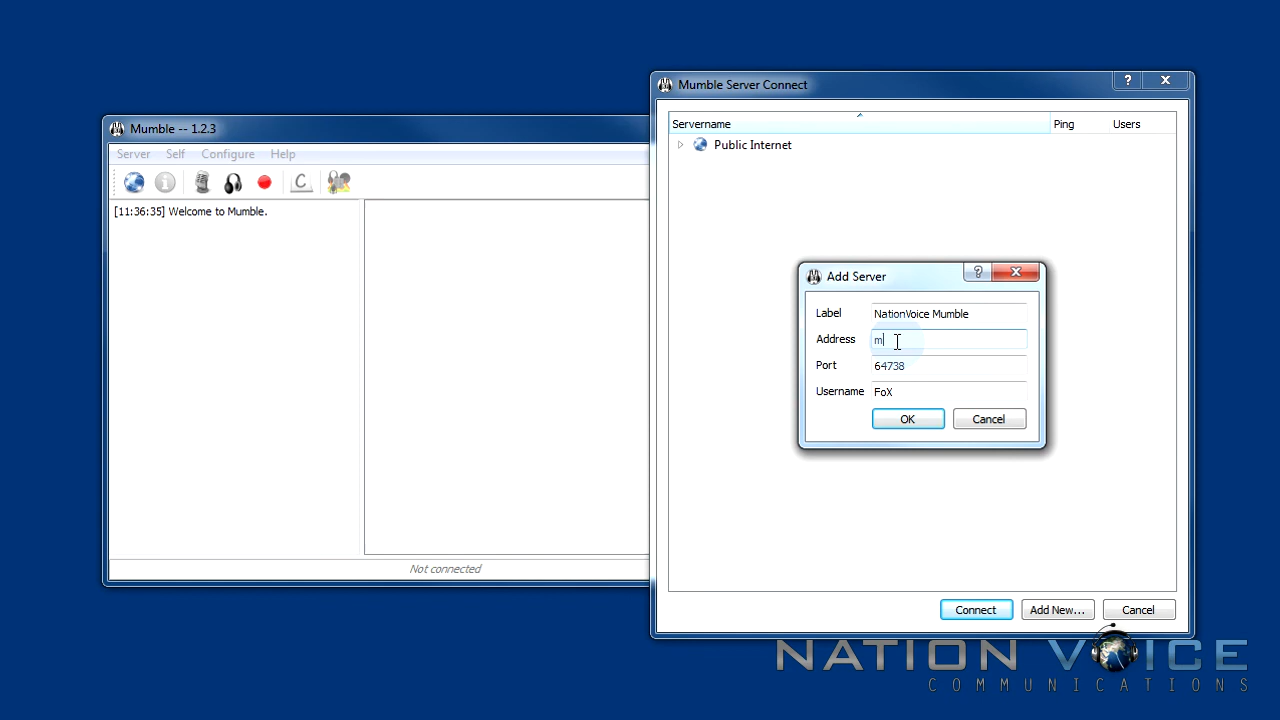 Mumble Server Connect
Servername Ping Users
Public Internet
Mumble -- 1.2.3
Server Self Configure Help
C
[11:36:35] Welcome to Mumble.
Add Server
Label NationVoice Mumble
Address m
Port 64738
Username FoX
OK Cancel
Not connected
Connect Add New... Cancel
NATION VOICE
COMMUNICATIONS